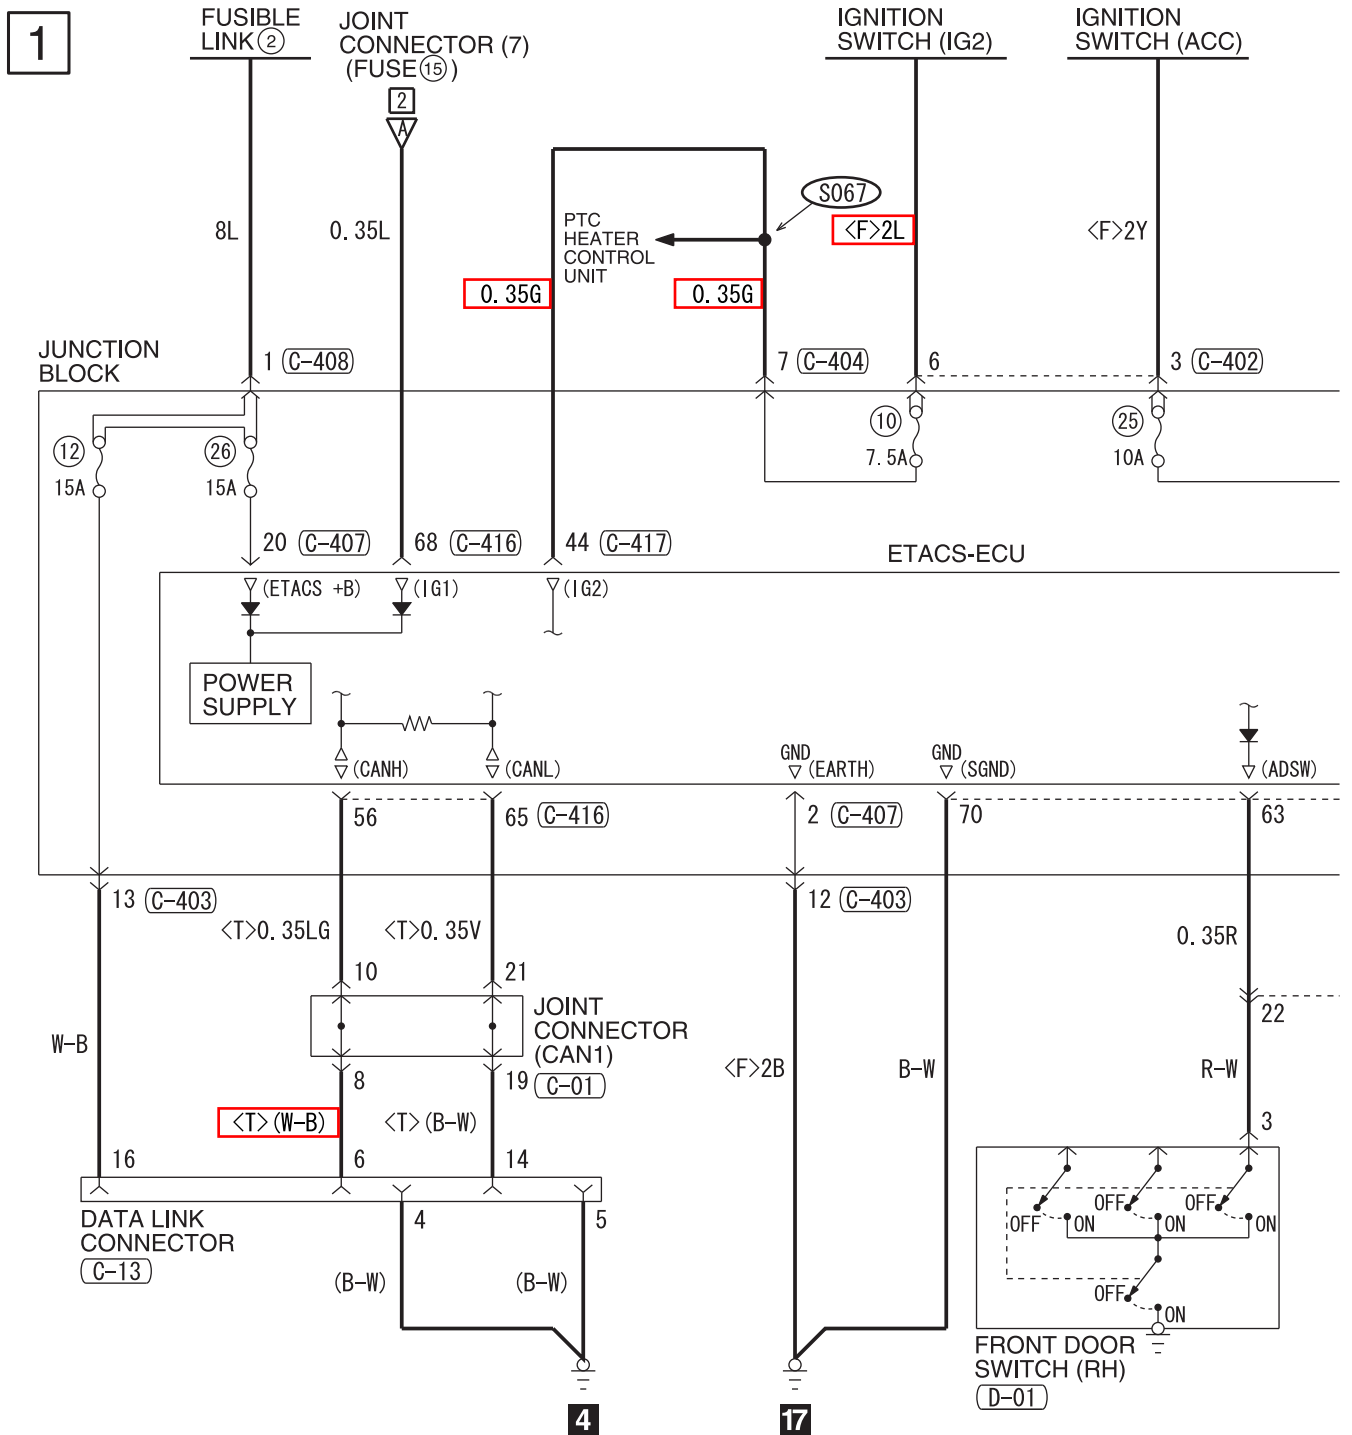 1
FUSIBLE
LINK ②
JOINT
CONNECTOR (7)
(FUSE ⑮)
2
A
IGNITION
SWITCH (IG2)
IGNITION
SWITCH (ACC)
8L
0.35L
PTC
HEATER
CONTROL
UNIT
S067
<F>2L
<F>2Y
0.35G
0.35G
JUNCTION
BLOCK
1 C-408
7 C-404
6
3 C-402
12
15A
26
15A
10
7.5A
25
10A
20 C-407
68 C-416
44 C-417
ETACS-ECU
(ETACS +B)
(IG1)
(IG2)
POWER
SUPPLY
(CANH)
(CANL)
GND
(EARTH)
GND
(SGND)
(ADSW)
56
65 C-416
2 C-407
70
63
13 C-403
12 C-403
<T>0.35LG
<T>0.35V
0.35R
10
21
JOINT
CONNECTOR
(CAN1)
C-01
22
W-B
8
19
<F>2B
B-W
R-W
<T>(W-B)
<T>(B-W)
3
16
6
14
DATA LINK
CONNECTOR
C-13
4
5
(B-W)
(B-W)
OFF
ON
OFF
ON
OFF
ON
OFF
ON
FRONT DOOR
SWITCH (RH)
D-01
4
17